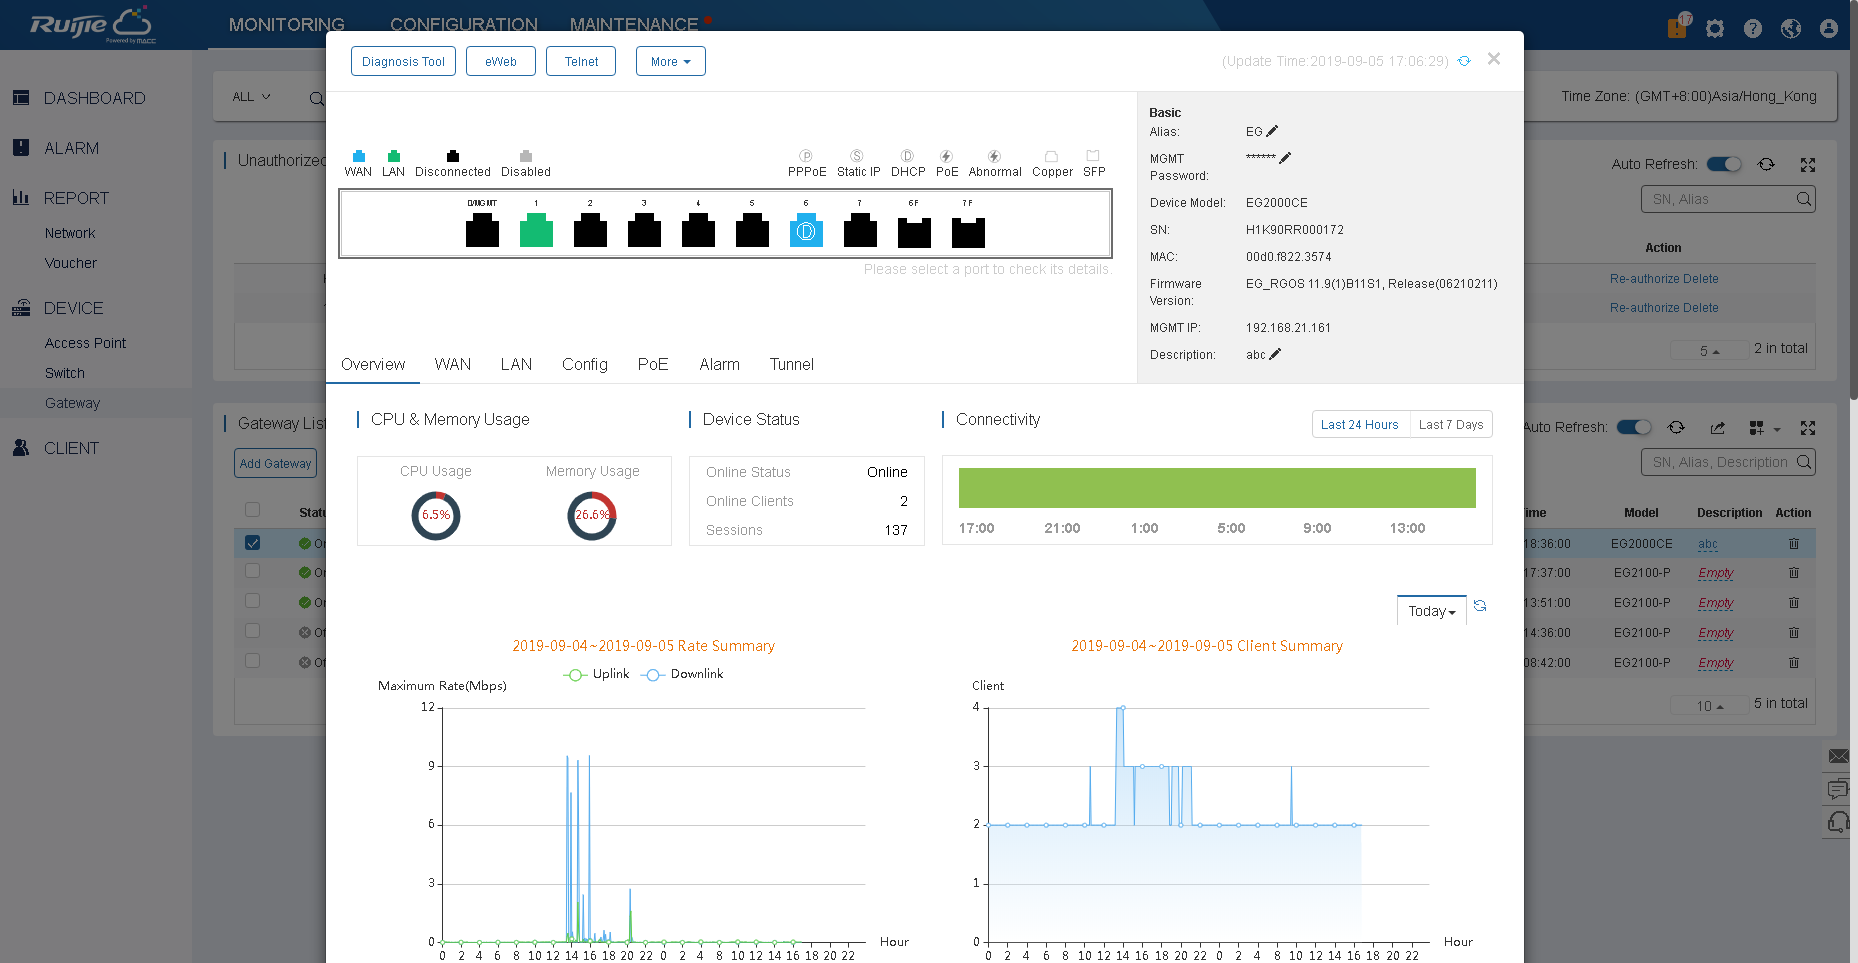 Ruijie
Powered by MACC
MONITORING
CONFIGURATION
MAINTENANCE
17
DASHBOARD
ALARM
REPORT
Network
Voucher
DEVICE
Access Point
Switch
Gateway
CLIENT
ALL
Time Zone: (GMT+8:00)Asia/Hong_Kong
Unauthorized
Auto Refresh:
SN, Alias
Action
Re-authorize Delete
Re-authorize Delete
5
2 in total
Gateway List
Add Gateway
Auto Refresh:
SN, Alias, Description
Model Description Action
18:36:00 EG2000CE abc
17:37:00 EG2100-P Empty
13:51:00 EG2100-P Empty
14:36:00 EG2100-P Empty
08:42:00 EG2100-P Empty
10
5 in total
Diagnosis Tool
eWeb
Telnet
More
(Update Time:2019-09-05 17:06:29)
WAN LAN Disconnected Disabled
PPPoE Static IP DHCP PoE Abnormal Copper SFP
0/MGMT 1 2 3 4 5 6 7 6F 7F
Please select a port to check its details.
Basic
Alias: EG
MGMT Password: ******
Device Model: EG2000CE
SN: H1K90RR000172
MAC: 00d0.f822.3574
Firmware Version: EG_RGOS 11.9(1)B11S1, Release(06210211)
MGMT IP: 192.168.21.161
Description: abc
Overview WAN LAN Config PoE Alarm Tunnel
CPU & Memory Usage
CPU Usage Memory Usage
6.5% 26.6%
Device Status
Online Status Online
Online Clients 2
Sessions 137
Connectivity
Last 24 Hours Last 7 Days
17:00 21:00 1:00 5:00 9:00 13:00
Today
2019-09-04~2019-09-05 Rate Summary
Uplink Downlink
Maximum Rate(Mbps)
12
9
6
3
0
0 2 4 6 8 10 12 14 16 18 20 22 0 2 4 6 8 10 12 14 16 18 20 22
Hour
2019-09-04~2019-09-05 Client Summary
Client
4
3
2
1
0
0 2 4 6 8 10 12 14 16 18 20 22 0 2 4 6 8 10 12 14 16 18 20 22
Hour